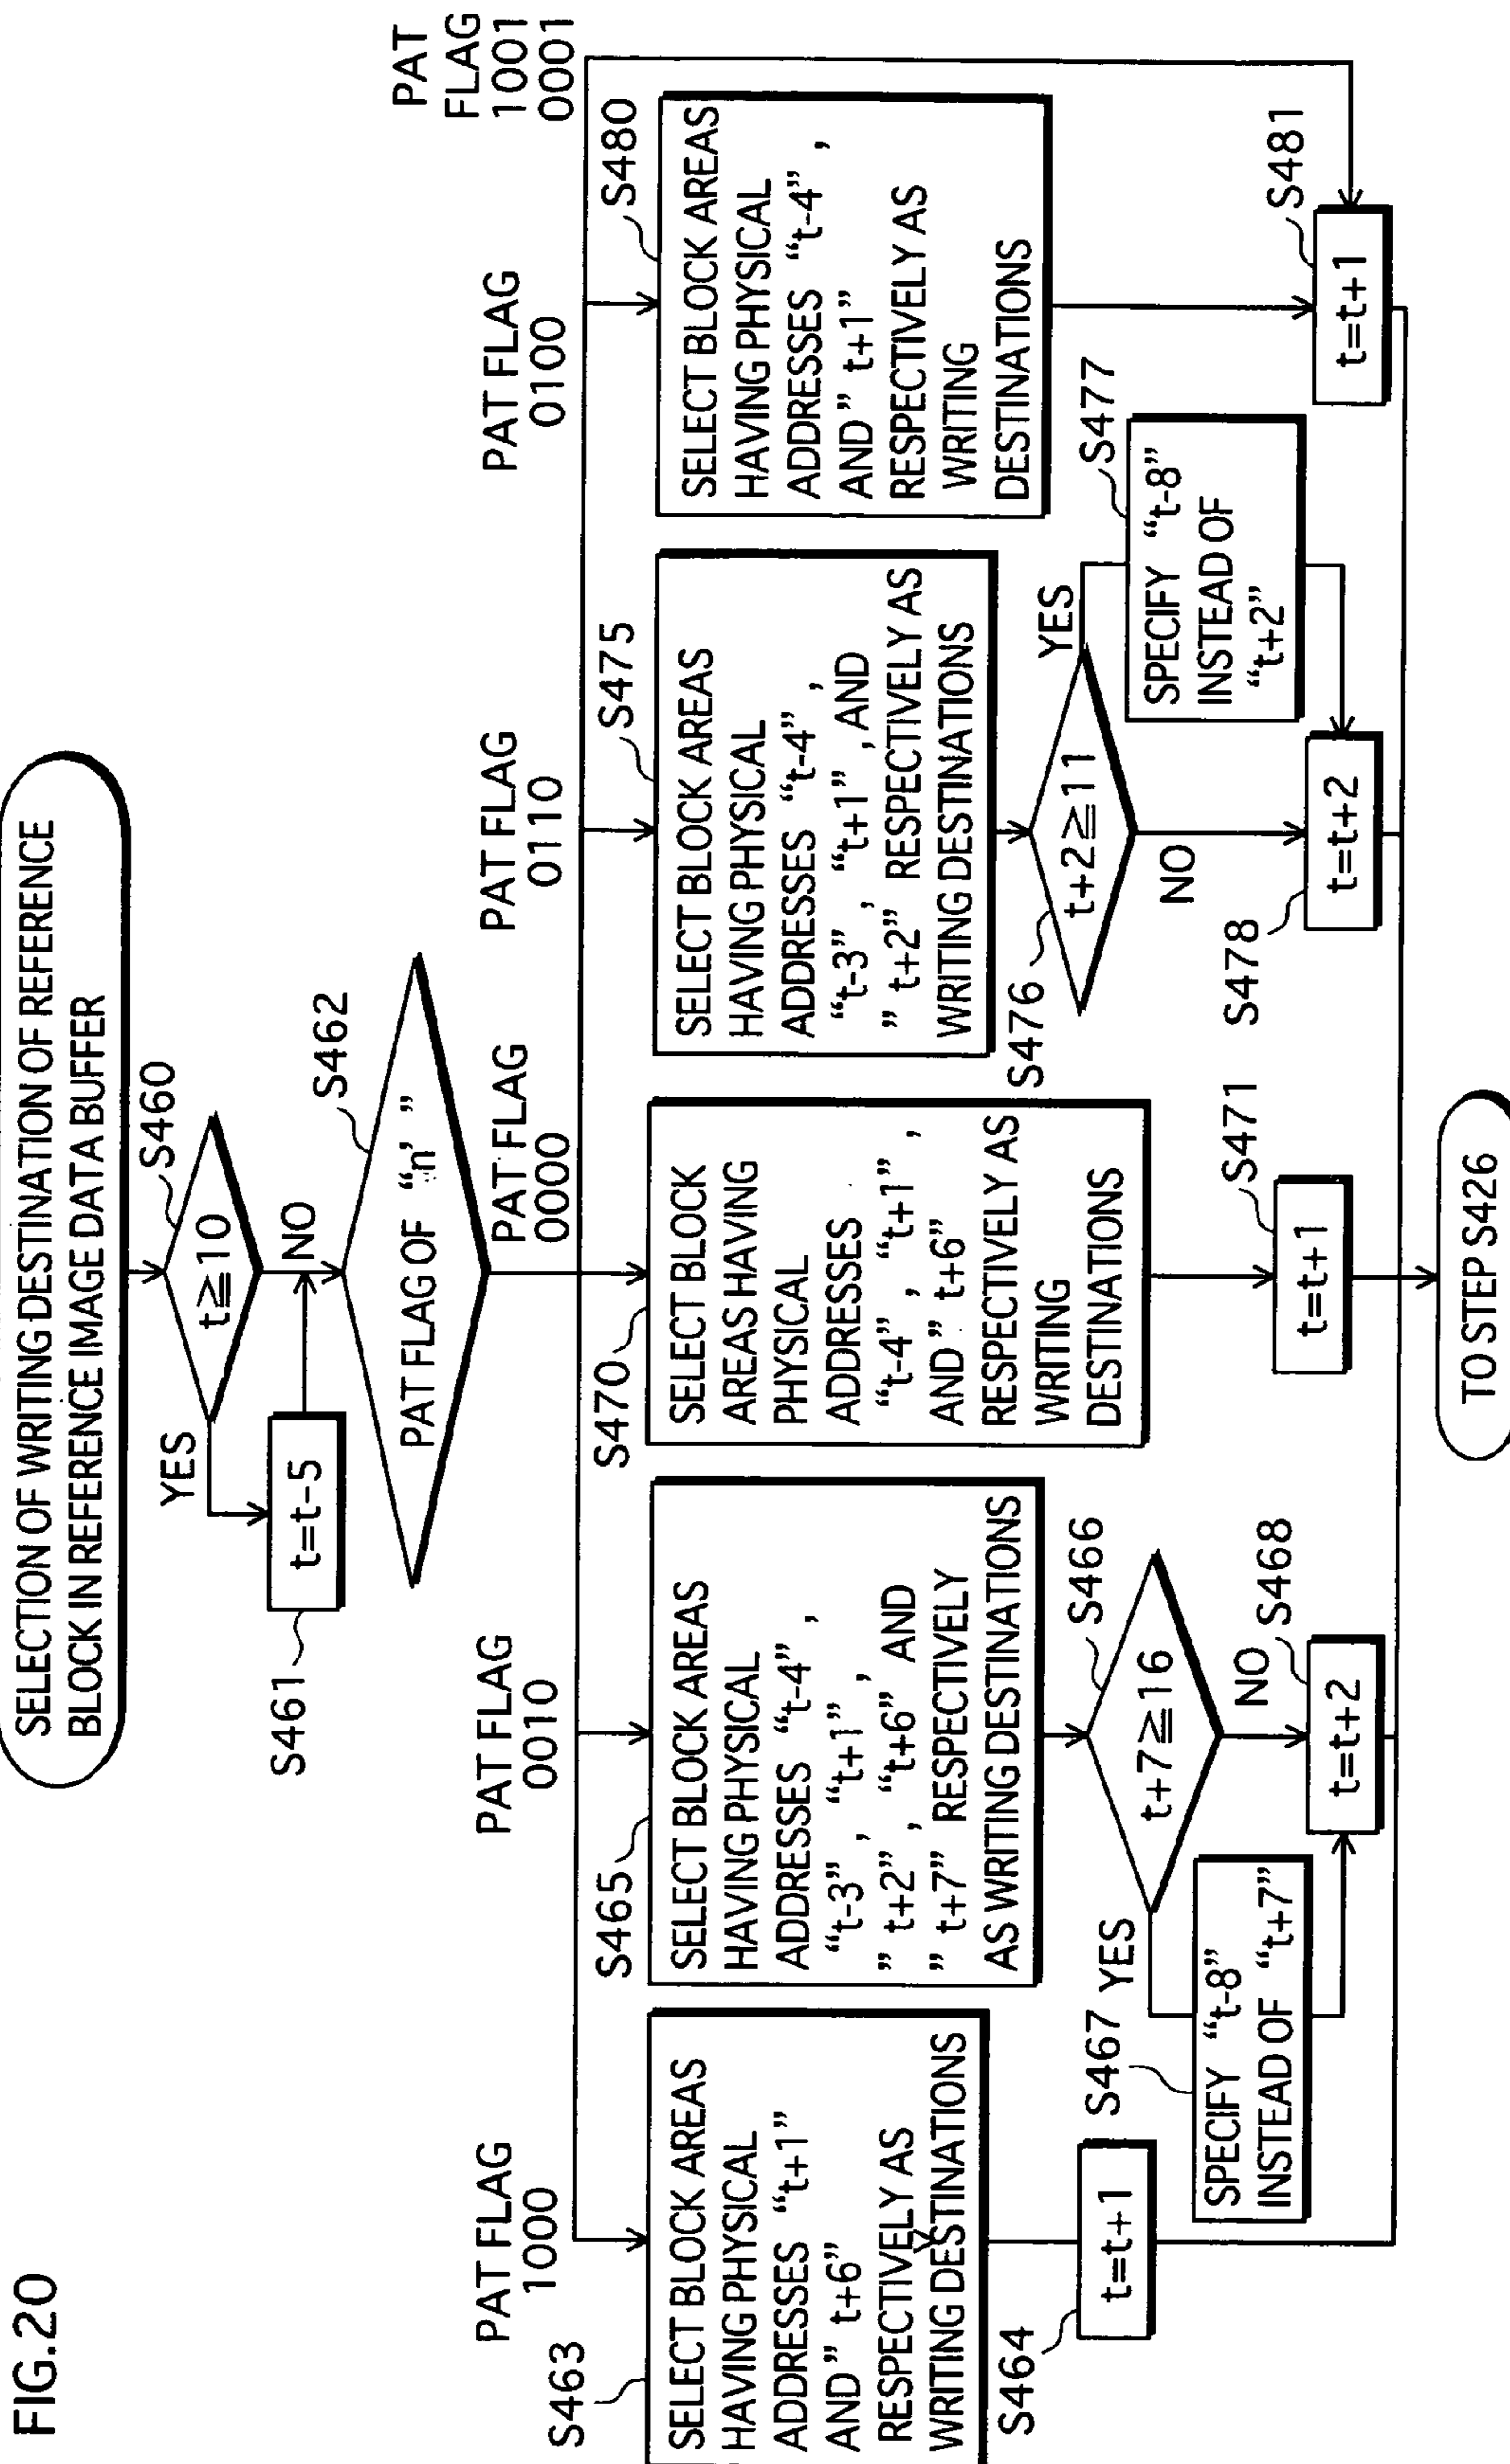 FIG.20
SELECTION OF WRITING DESTINATION OF REFERENCE
BLOCK IN REFERENCE IMAGE DATA BUFFER
S460
t≧10
YES
NO
S461
t=t-5
S462
PAT FLAG OF “n’ ”
PAT FLAG
1000
S463
SELECT BLOCK AREAS
HAVING PHYSICAL
ADDRESSES “t+1”
AND” t+6”
RESPECTIVELY AS
WRITING DESTINATIONS
S464
t=t+1
PAT FLAG
0010
S465
SELECT BLOCK AREAS
HAVING PHYSICAL
ADDRESSES “t-4” ,
“t-3” , “t+1” ,
” t+2” , “t+6” AND
” t+7” RESPECTIVELY
AS WRITING DESTINATIONS
S466
t+7≧16
YES
NO
S467
SPECIFY “t-8”
INSTEAD OF “t+7”
S468
t=t+2
PAT FLAG
0000
S470
SELECT BLOCK
AREAS HAVING
PHYSICAL
ADDRESSES
“t-4” , “t+1” ,
AND” t+6”
RESPECTIVELY AS
WRITING
DESTINATIONS
S471
t=t+1
PAT FLAG
0110
S475
SELECT BLOCK AREAS
HAVING PHYSICAL
ADDRESSES “t-4” ,
“t-3” , “t+1” ,AND
” t+2” RESPECTIVELY AS
WRITING DESTINATIONS
S476
t+2≧11
YES
NO
S477
SPECIFY “t-8”
INSTEAD OF
“t+2”
S478
t=t+2
PAT FLAG
0100
S480
SELECT BLOCK AREAS
HAVING PHYSICAL
ADDRESSES “t-4” ,
AND” t+1”
RESPECTIVELY AS
WRITING
DESTINATIONS
PAT
FLAG
1001
0001
S481
t=t+1
TO STEP S426